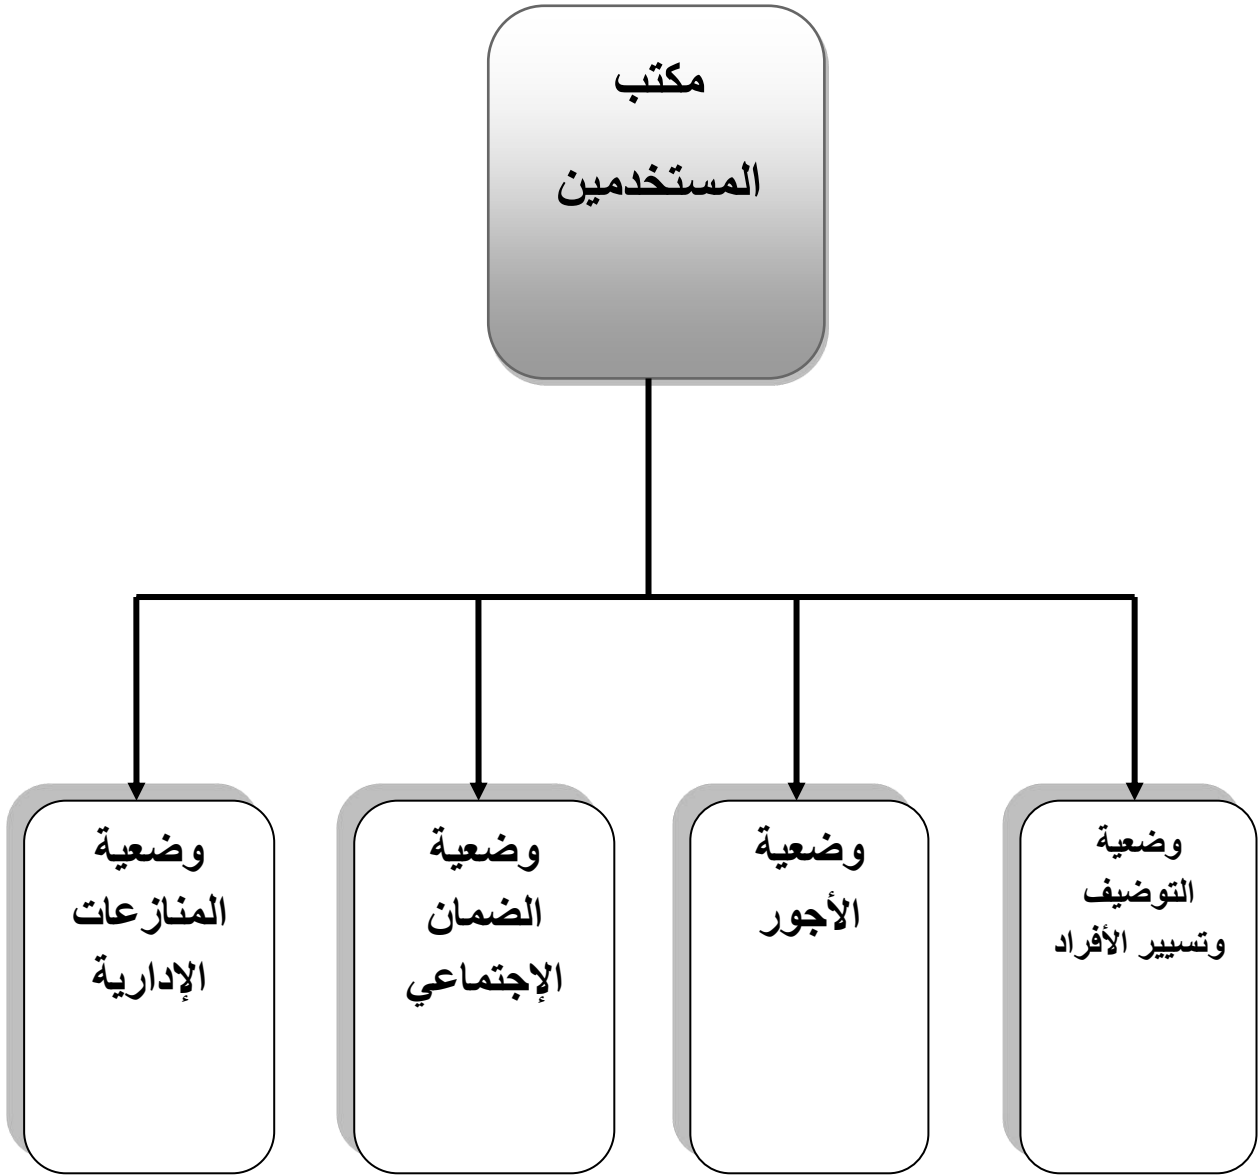 مكتب
المستخدمين
وضعية
التوضيف
وتسيير الأفراد
وضعية
الأجور
وضعية
الضمان
الإجتماعي
وضعية
المنازعات
الإدارية